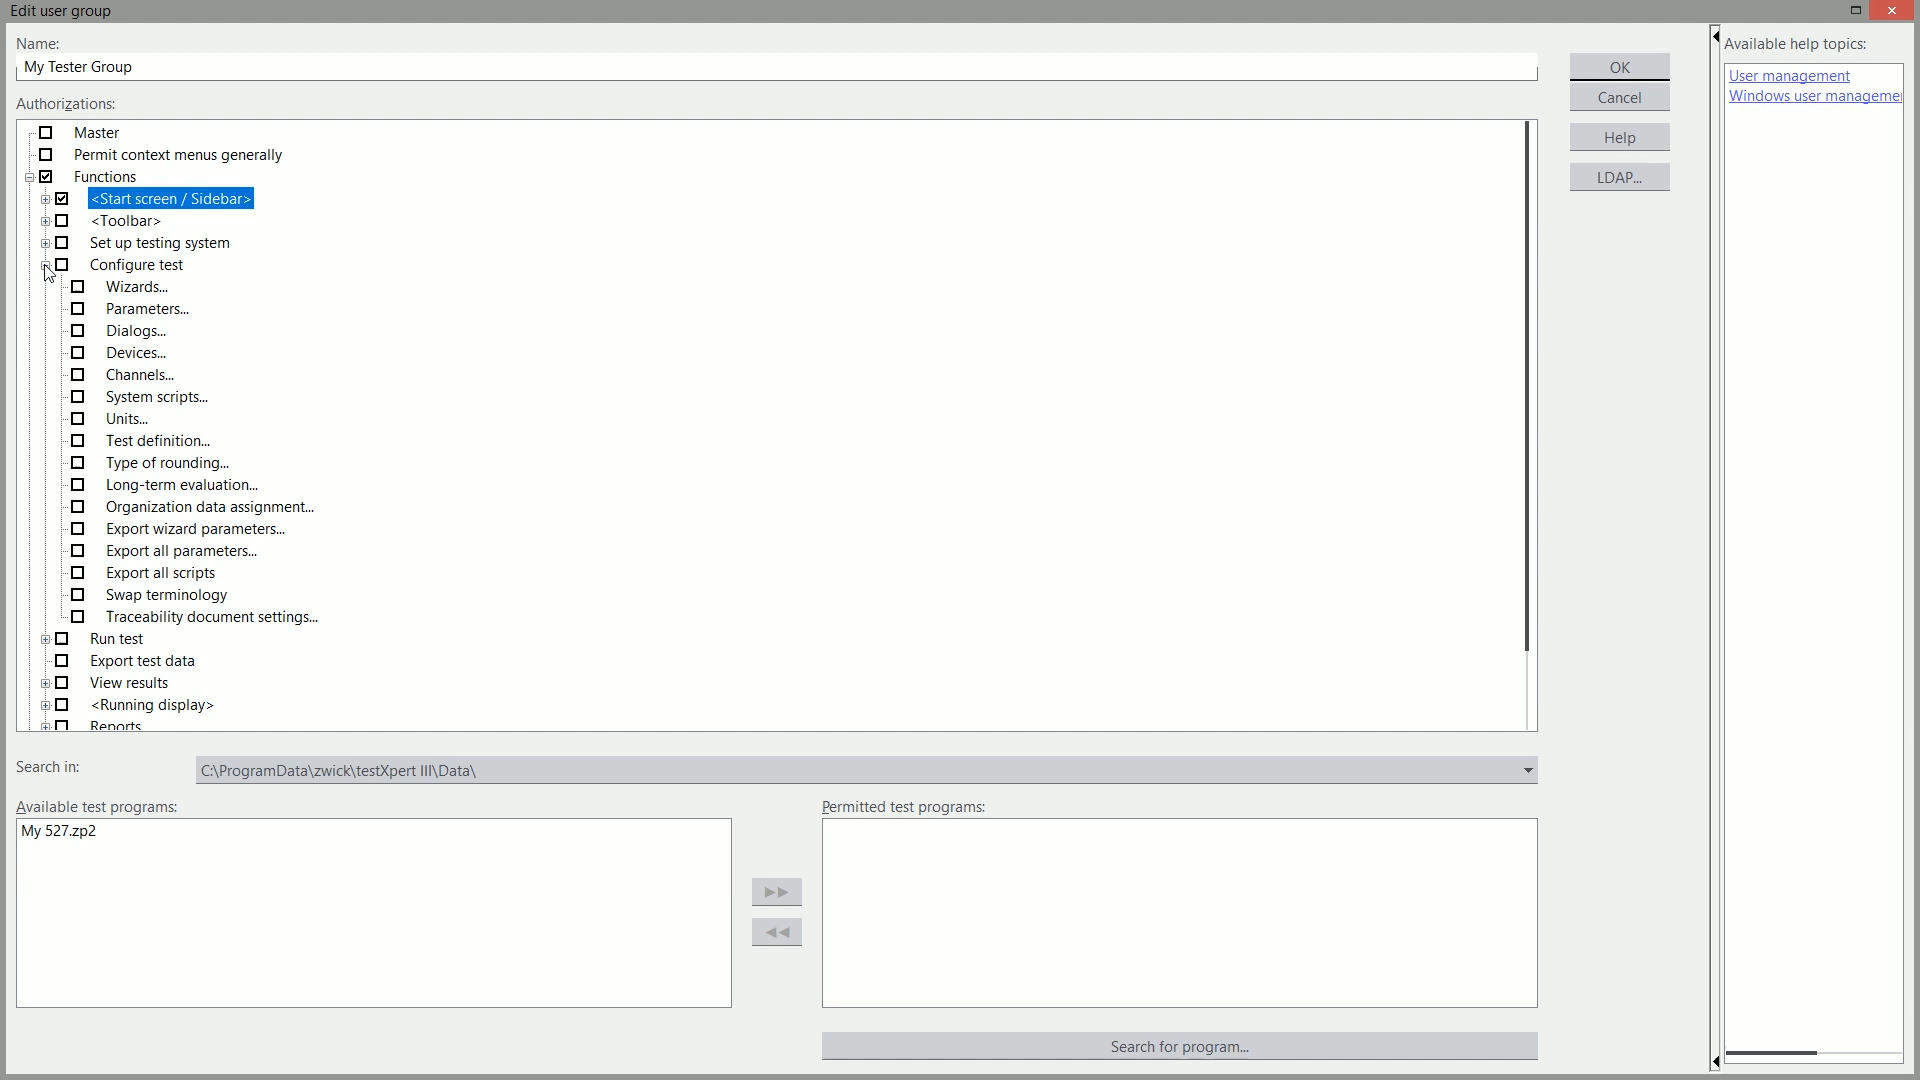 Edit user group
Name:
My Tester Group
Authorizations:
Master
Permit context menus generally
Functions
<Start screen / Sidebar>
<Toolbar>
Set up testing system
Configure test
Wizards...
Parameters...
Dialogs...
Devices...
Channels...
System scripts...
Units...
Test definition...
Type of rounding...
Long-term evaluation...
Organization data assignment...
Export wizard parameters...
Export all parameters...
Export all scripts
Swap terminology
Traceability document settings...
Run test
Export test data
View results
<Running display>
Reports
Search in:
C:\ProgramData\zwick\testXpert III\Data\
Available test programs:
My 527.zp2
Permitted test programs:
Search for program...
OK
Cancel
Help
LDAP...
Available help topics:
User management
Windows user manageme